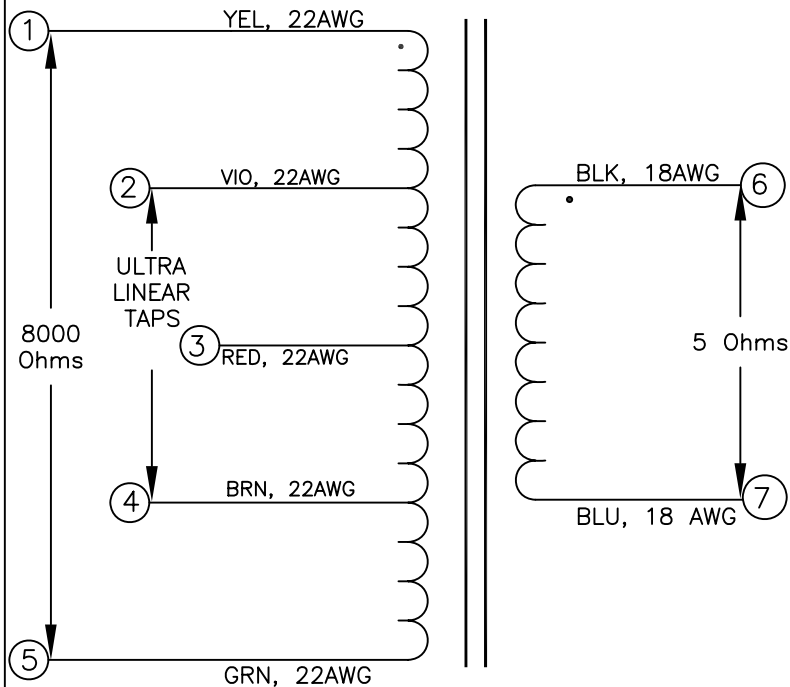 1
YEL, 22AWG
2
VIO, 22AWG
BLK, 18AWG
6
ULTRA
LINEAR
TAPS
8000
Ohms
3
RED, 22AWG
5 Ohms
4
BRN, 22AWG
BLU, 18 AWG
7
5
GRN, 22AWG